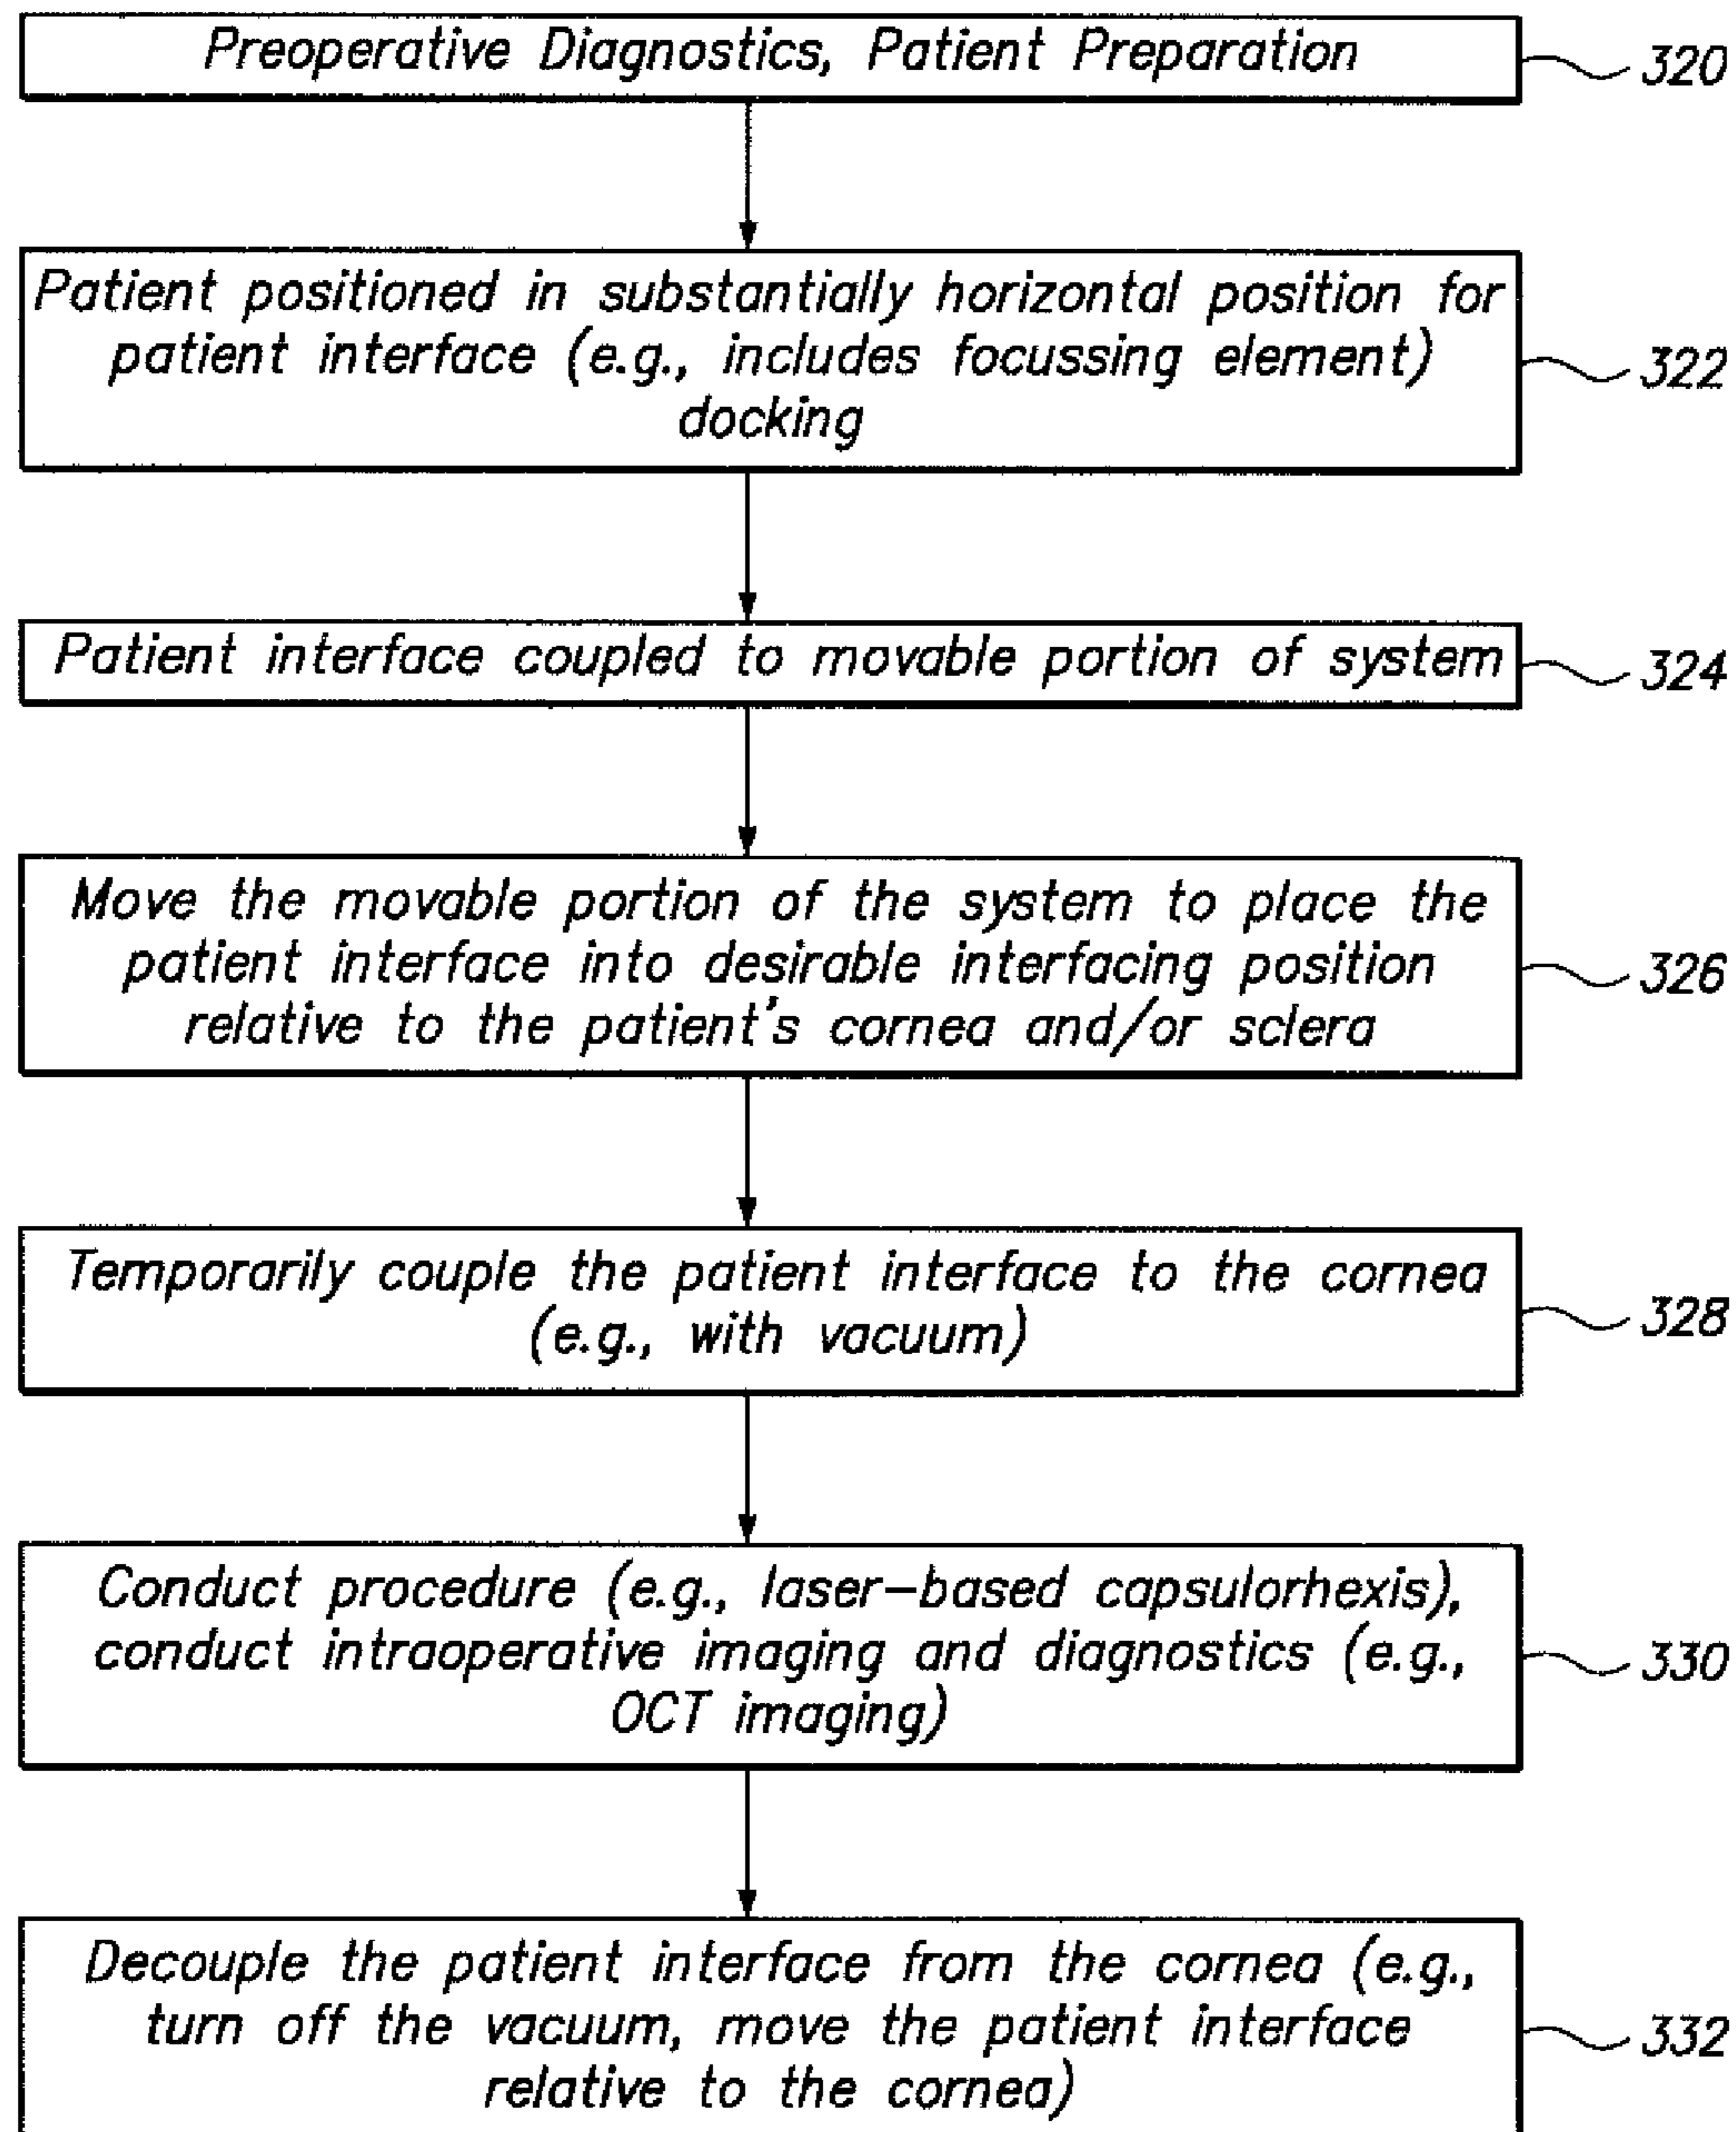 Preoperative Diagnostics, Patient Preparation
320
Patient positioned in substantially horizontal position for
patient interface (e.g., includes focussing element)
docking
322
Patient interface coupled to movable portion of system
324
Move the movable portion of the system to place the
patient interface into desirable interfacing position
relative to the patient's cornea and/or sclera
326
Temporarily couple the patient interface to the cornea
(e.g., with vacuum)
328
Conduct procedure (e.g., laser-based capsulorhexis),
conduct intraoperative imaging and diagnostics (e.g.,
OCT imaging)
330
Decouple the patient interface from the cornea (e.g.,
turn off the vacuum, move the patient interface
relative to the cornea)
332